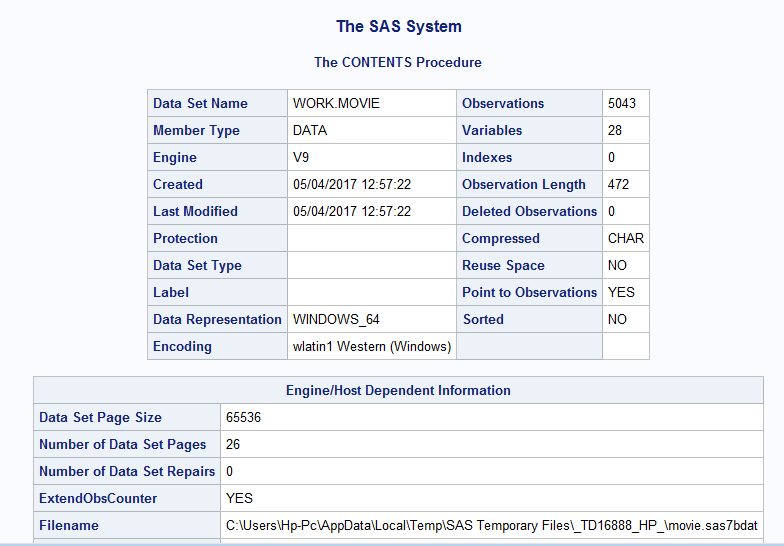 The SAS System
The CONTENTS Procedure
Data Set Name WORK.MOVIE Observations 5043
Member Type DATA Variables 28
Engine V9 Indexes 0
Created 05/04/2017 12:57:22 Observation Length 472
Last Modified 05/04/2017 12:57:22 Deleted Observations 0
Protection Compressed CHAR
Data Set Type Reuse Space NO
Label Point to Observations YES
Data Representation WINDOWS_64 Sorted NO
Encoding wlatin1 Western (Windows)
Engine/Host Dependent Information
Data Set Page Size 65536
Number of Data Set Pages 26
Number of Data Set Repairs 0
ExtendObsCounter YES
Filename C:\Users\Hp-Pc\AppData\Local\Temp\SAS Temporary Files\_TD16888_HP_\movie.sas7bdat